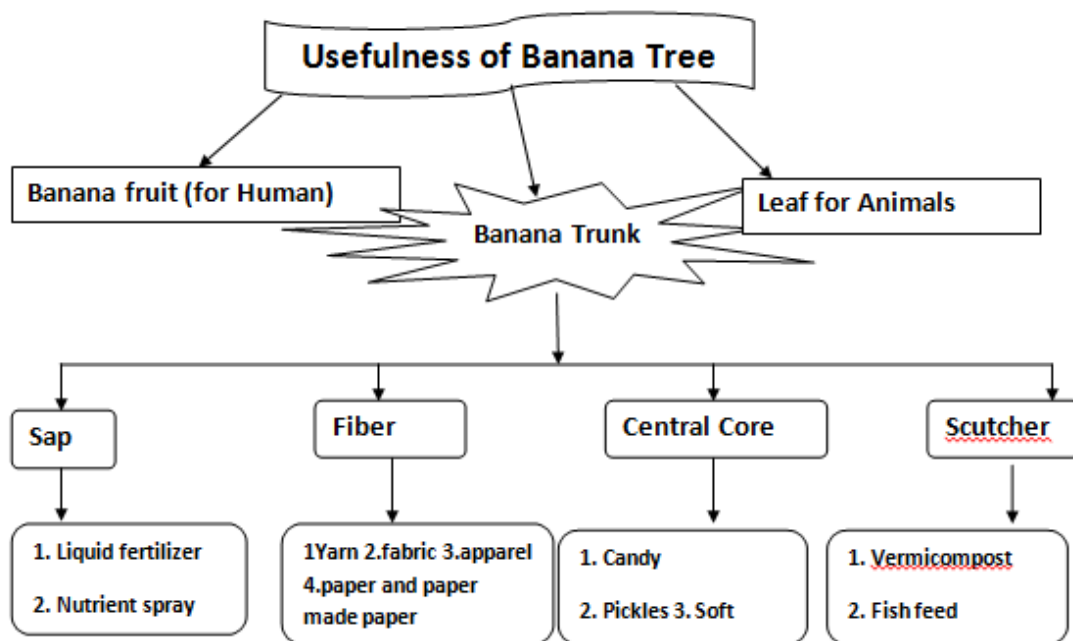 Usefulness of Banana Tree
Banana fruit (for Human)
Banana Trunk
Leaf for Animals
Sap
Fiber
Central Core
Scutcher
1. Liquid fertilizer
2. Nutrient spray
1Yarn 2.fabric 3.apparel
4.paper and paper
made paper
1. Candy
2. Pickles 3. Soft
1. Vermicompost
2. Fish feed